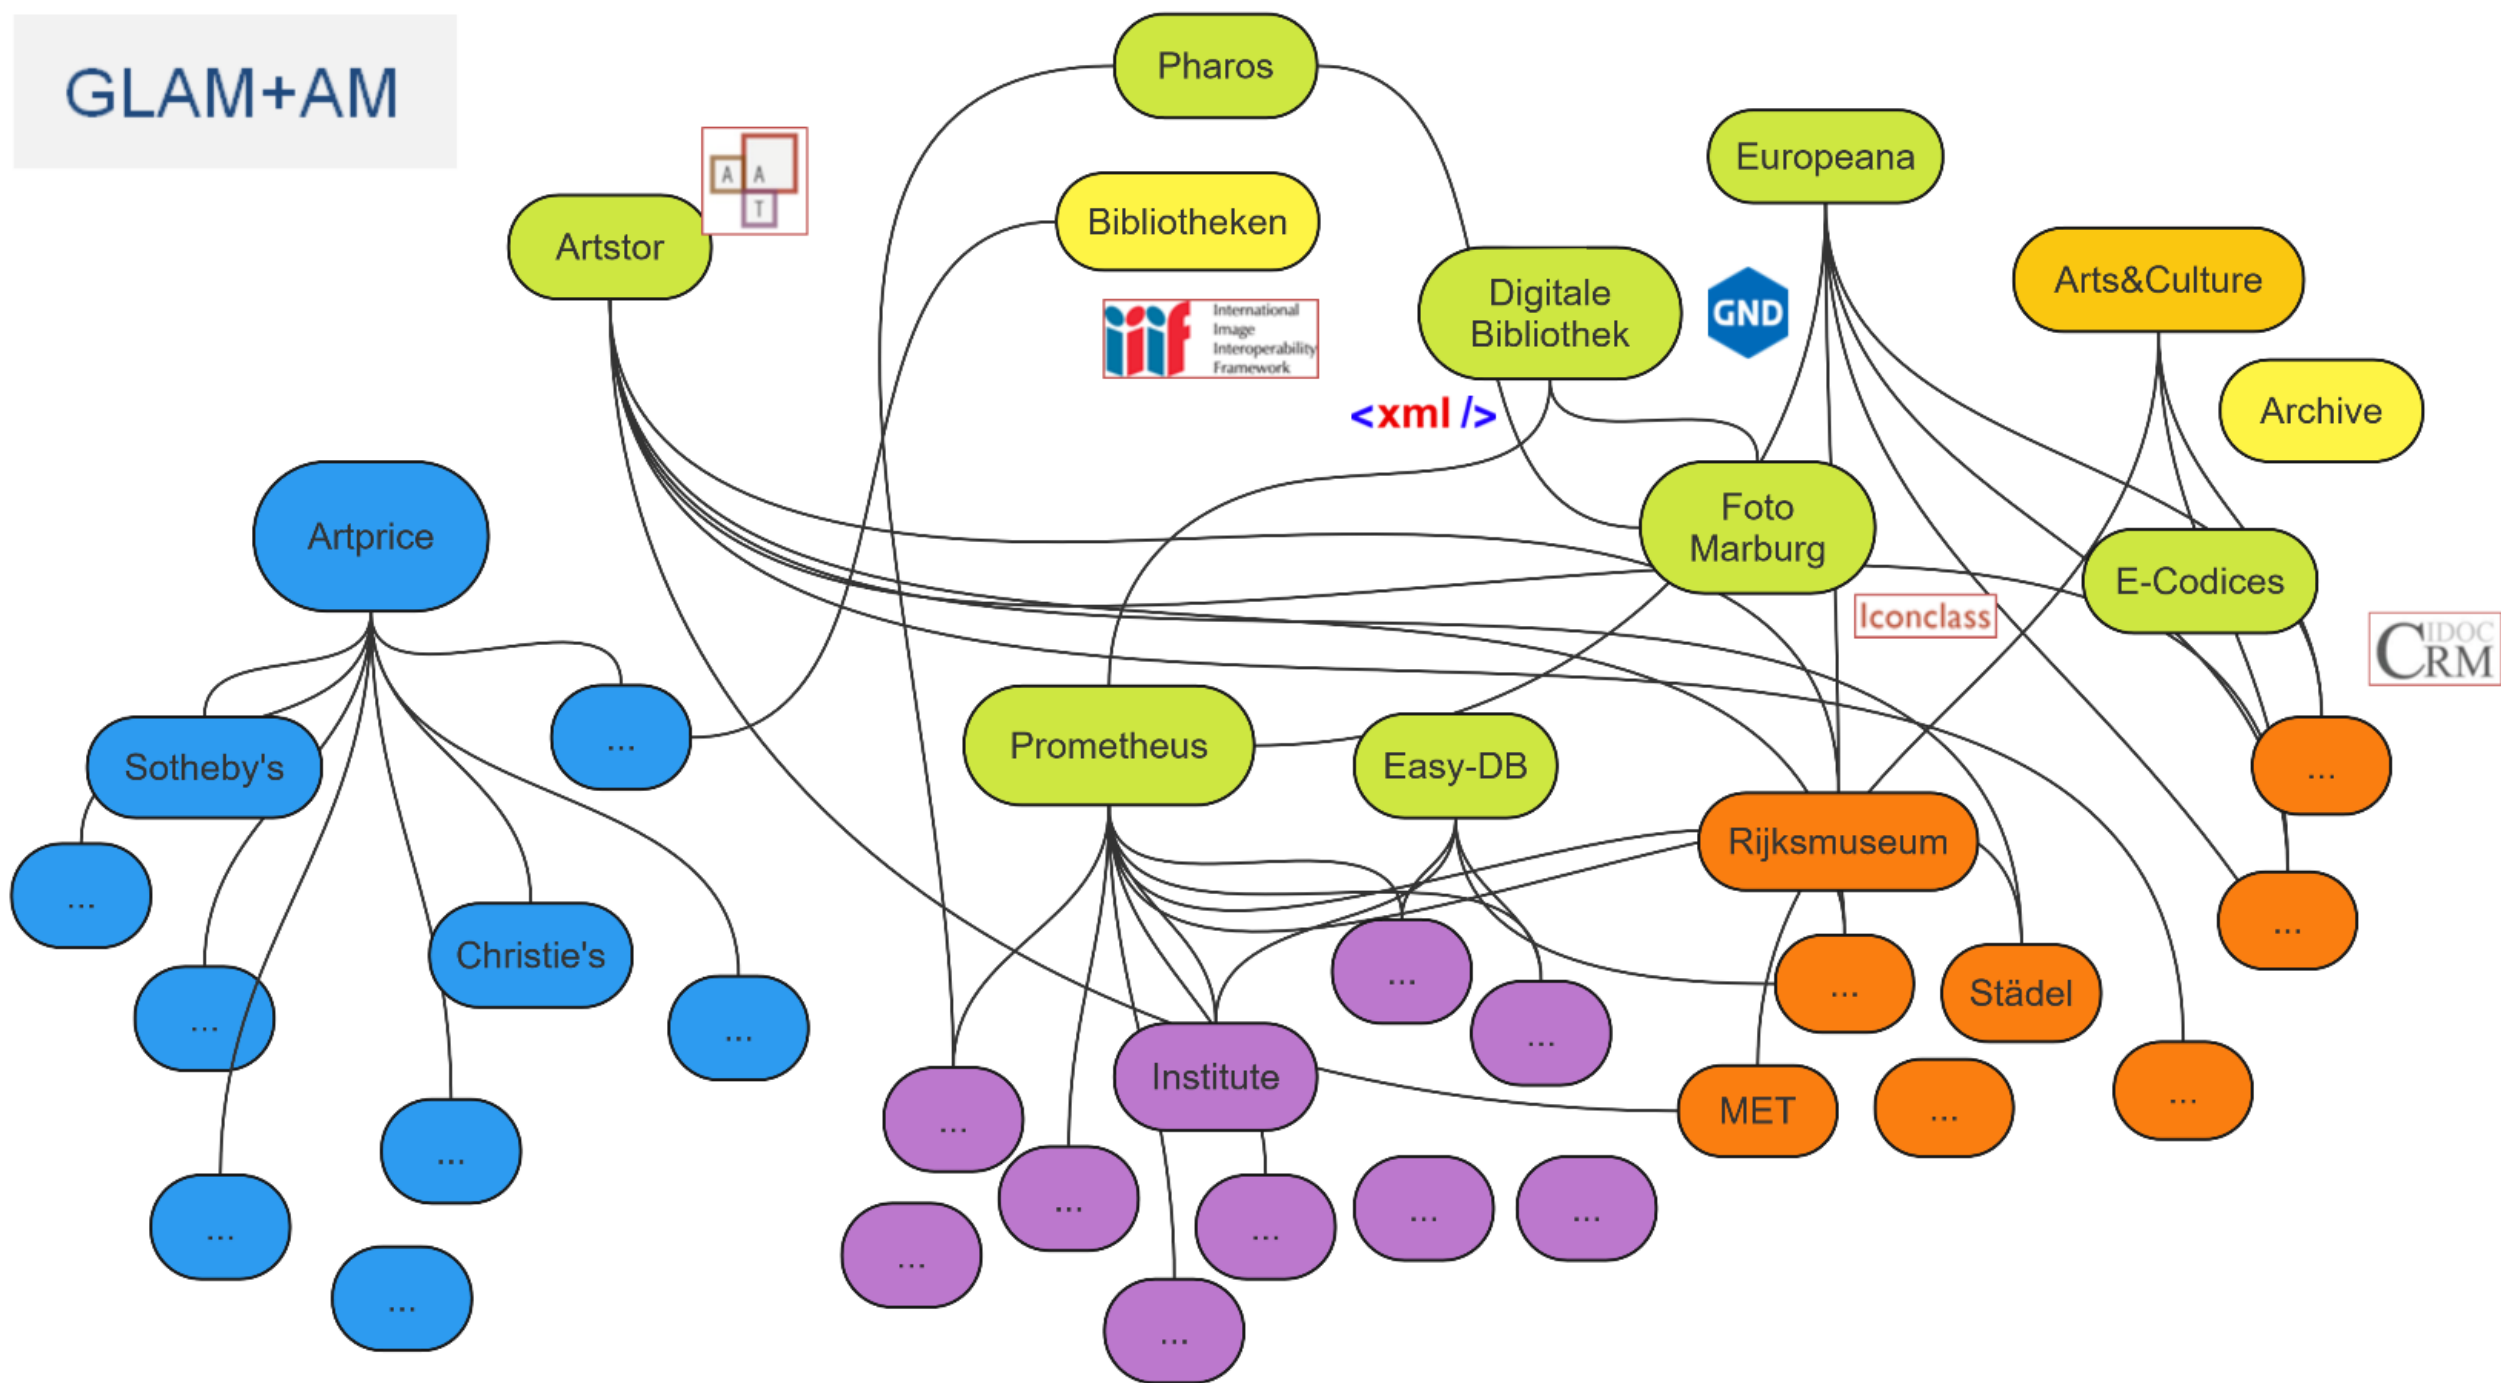 GLAM+AM
Pharos
Europeana
A A
T
Artstor
Bibliotheken
Arts&Culture
Digitale
Bibliothek
GND
iiif
International
Image
Interoperability
Framework
<xml />
Archive
Artprice
Foto
Marburg
E-Codices
Iconclass
CIDOC
CRM
...
Prometheus
Easy-DB
Sotheby's
...
Rijksmuseum
...
...
Christie's
...
...
...
Städel
...
...
...
Institute
MET
...
...
...
...
...
...
...
...
...
...
...
...